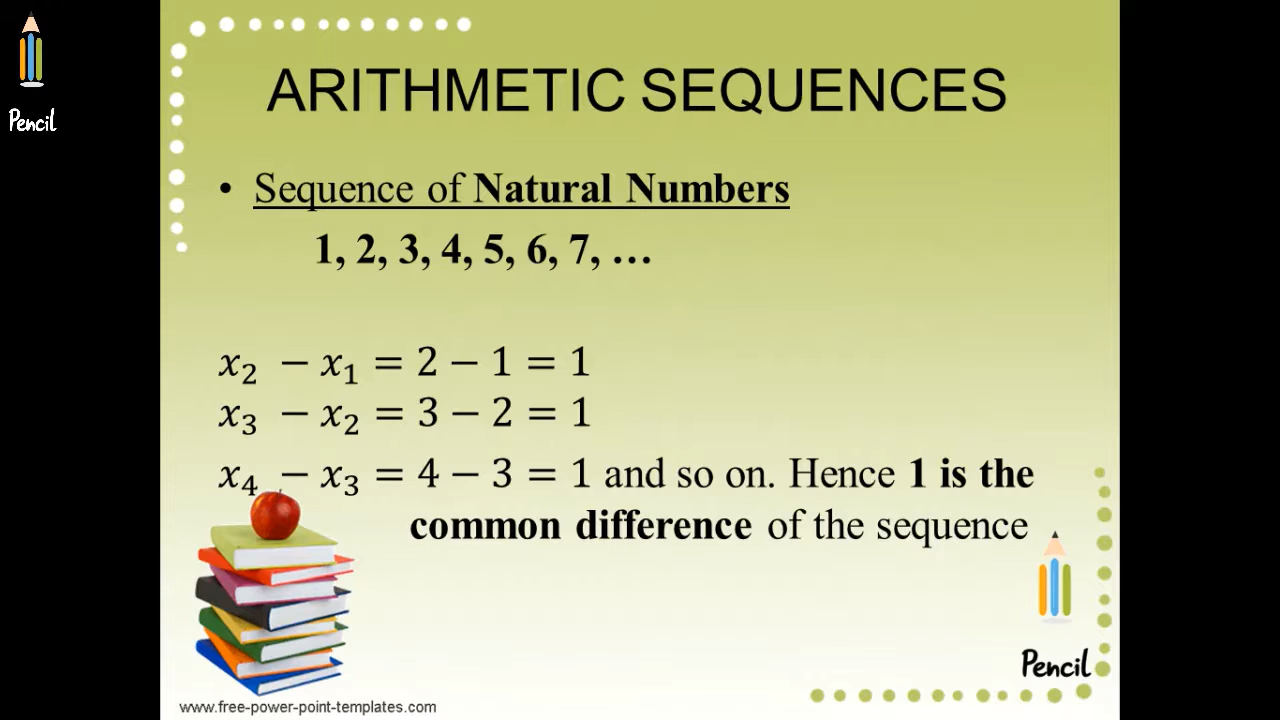 Pencil
ARITHMETIC SEQUENCES
• Sequence of Natural Numbers
1, 2, 3, 4, 5, 6, 7, …
x₂ − x₁ = 2 − 1 = 1
x₃ − x₂ = 3 − 2 = 1
x₄ − x₃ = 4 − 3 = 1 and so on. Hence 1 is the
common difference of the sequence
Pencil
www.free-power-point-templates.com